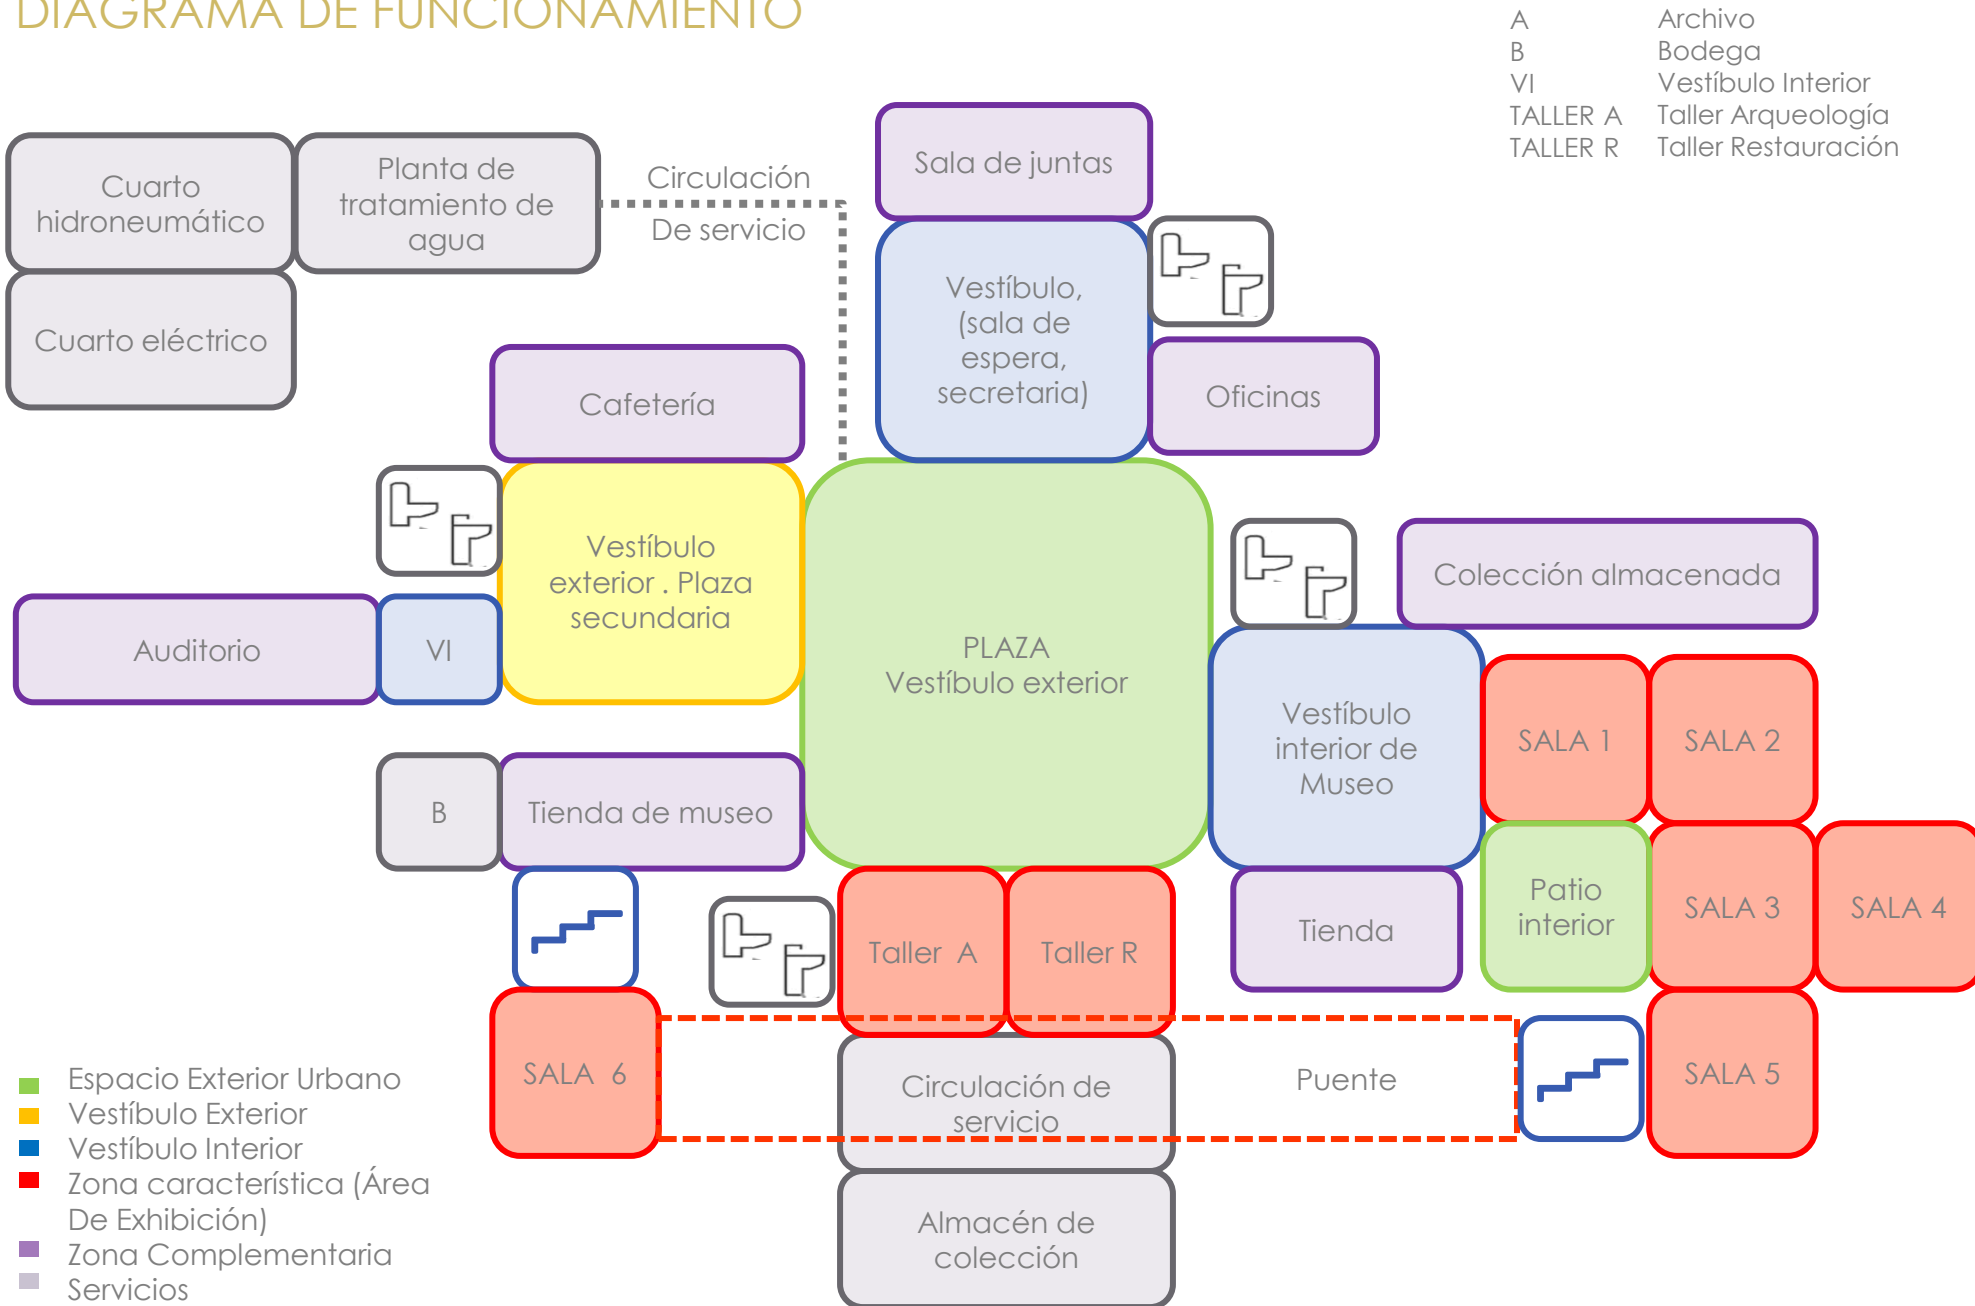 DIAGRAMA DE FUNCIONAMIENTO
A Archivo
B Bodega
VI Vestíbulo Interior
TALLER A Taller Arqueología
TALLER R Taller Restauración
Cuarto
hidroneumático
Planta de
tratamiento de
agua
Circulación
De servicio
Sala de juntas
Cuarto eléctrico
Vestíbulo,
(sala de
espera,
secretaria)
Cafetería
Oficinas
Vestíbulo
exterior . Plaza
secundaria
Colección almacenada
Auditorio
VI
PLAZA
Vestíbulo exterior
Vestíbulo
interior de
Museo
SALA 1
SALA 2
B
Tienda de museo
Patio
interior
SALA 3
SALA 4
Taller A
Taller R
Tienda
SALA 6
Circulación de
servicio
Puente
SALA 5
Almacén de
colección
Espacio Exterior Urbano
Vestíbulo Exterior
Vestíbulo Interior
Zona característica (Área
De Exhibición)
Zona Complementaria
Servicios